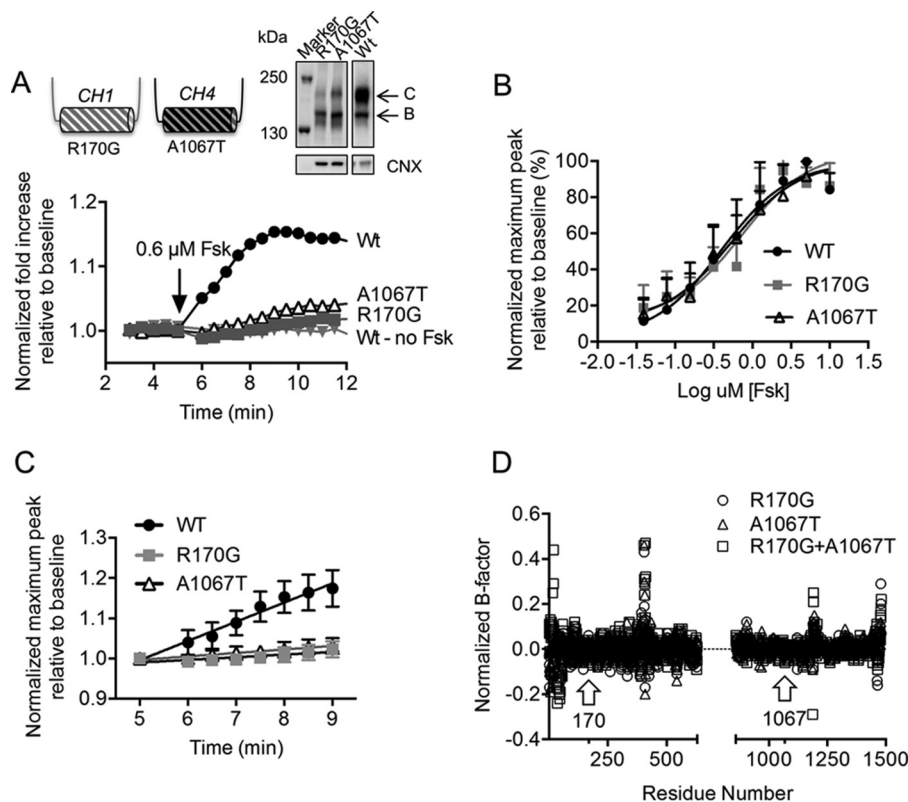 A
CH1
CH4
R170G
A1067T
kDa
Marker
R170G
A1067T
Wt
250
130
C
B
CNX
Normalized fold increase
relative to baseline
1.2
1.1
1.0
0.6 µM Fsk
Wt
A1067T
R170G
Wt - no Fsk
2 4 6 8 10 12
Time (min)
B
Normalized maximum peak
relative to baseline (%)
100
80
60
40
20
0
WT
R170G
A1067T
-2.0 -1.5 -1.0 -0.5 0.0 0.5 1.0 1.5
Log uM [Fsk]
C
WT
R170G
A1067T
Normalized maximum peak
relative to baseline
1.3
1.2
1.1
1.0
0.9
5 6 7 8 9
Time (min)
D
R170G
A1067T
R170G+A1067T
Normalized B-factor
0.6
0.4
0.2
0.0
-0.2
-0.4
170
1067
250 500 1000 1250 1500
Residue Number